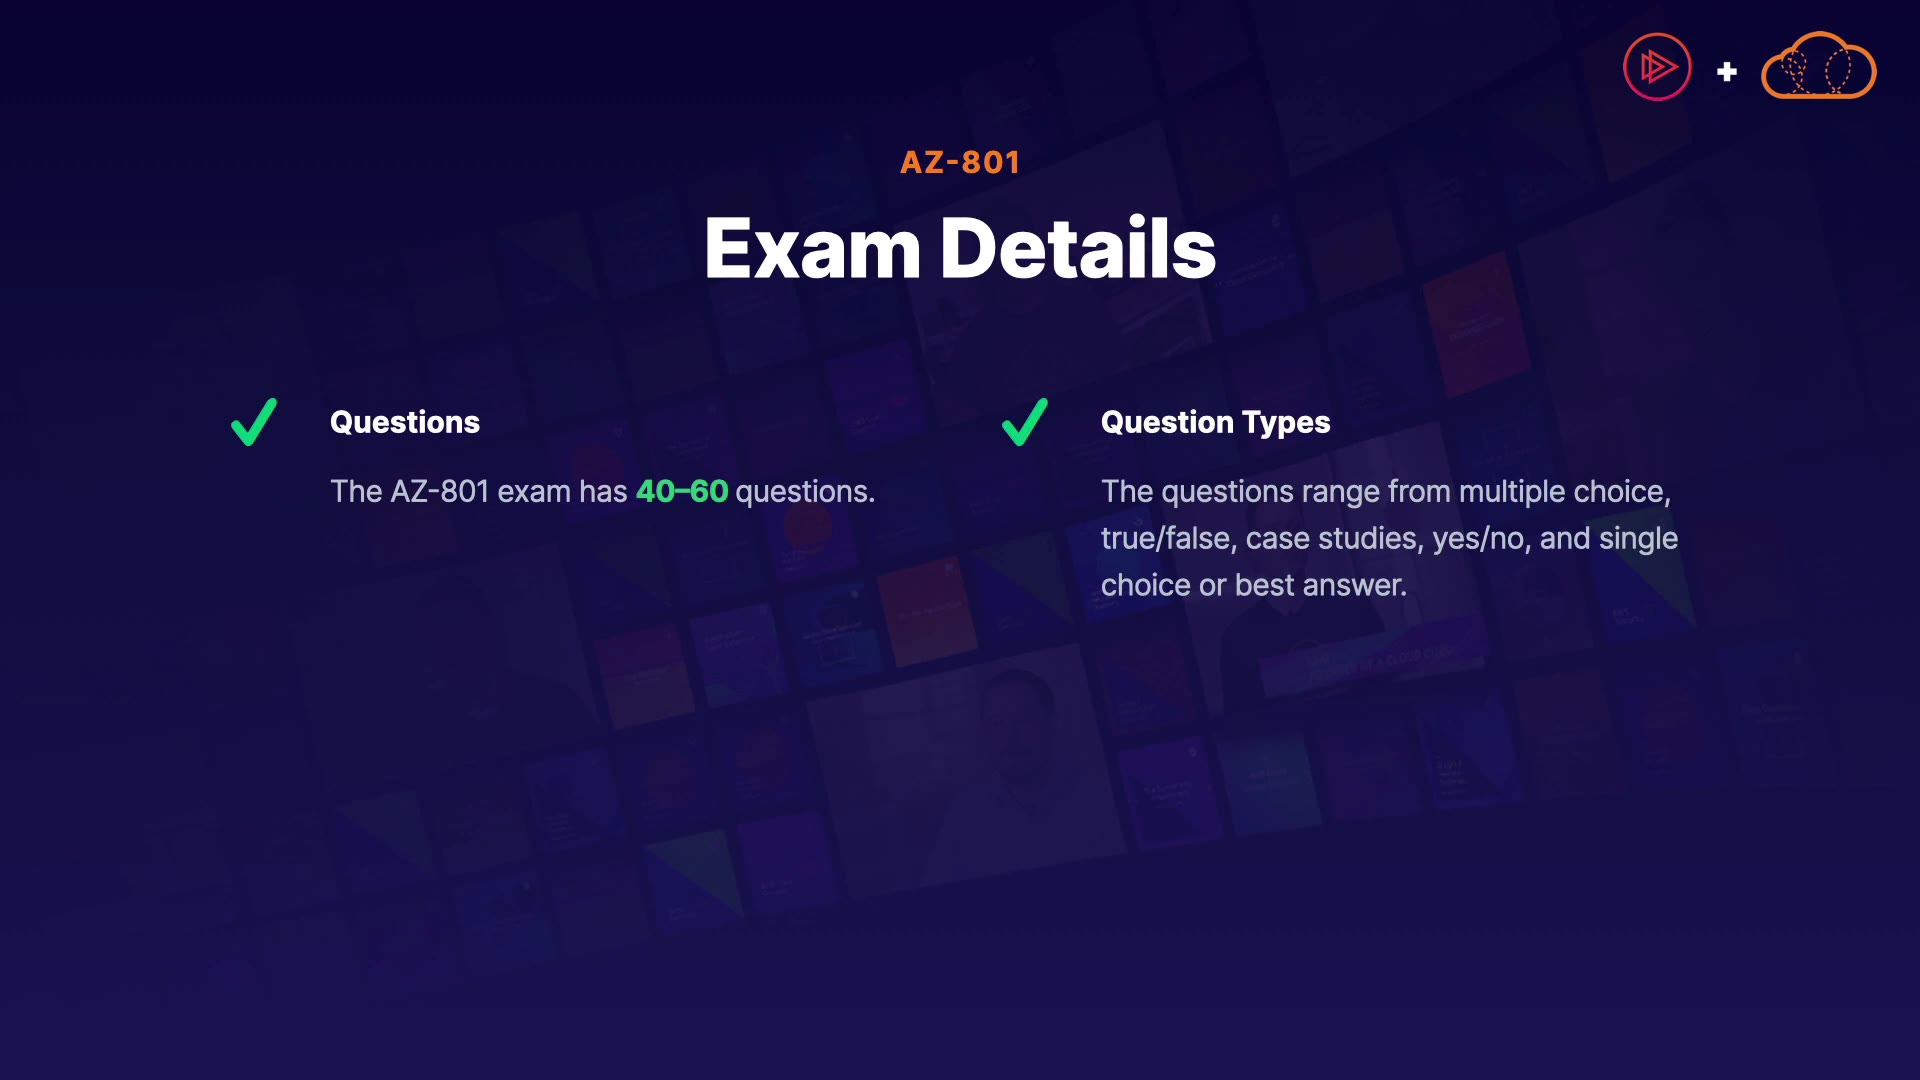 AZ-801
Exam Details
Questions
The AZ-801 exam has 40–60 questions.
Question Types
The questions range from multiple choice,
true/false, case studies, yes/no, and single
choice or best answer.